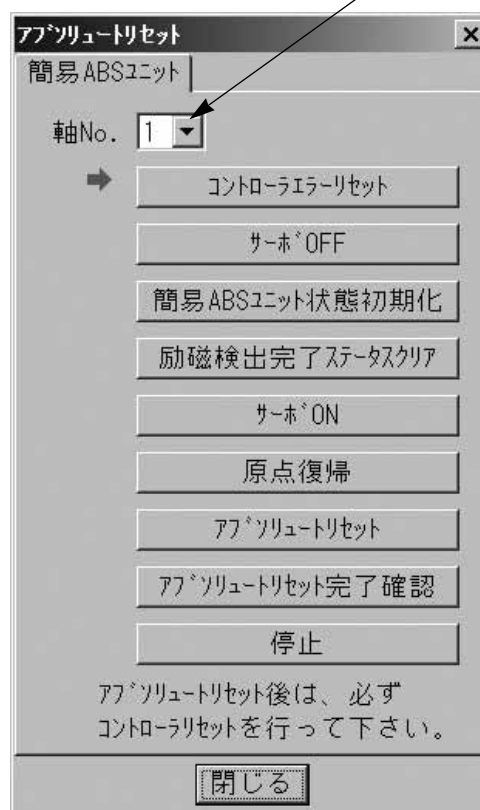 ｱﾌﾞｿﾘｭｰﾄﾘｾｯﾄ
簡易ABSﾕﾆｯﾄ
軸No. 1
ｺﾝﾄﾛｰﾗｴﾗｰﾘｾｯﾄ
ｻｰﾎﾞOFF
簡易ABSﾕﾆｯﾄ状態初期化
励磁検出完了ｽﾃｰﾀｽｸﾘｱ
ｻｰﾎﾞON
原点復帰
ｱﾌﾞｿﾘｭｰﾄﾘｾｯﾄ
ｱﾌﾞｿﾘｭｰﾄﾘｾｯﾄ完了確認
停止
ｱﾌﾞｿﾘｭｰﾄﾘｾｯﾄ後は、必ず
ｺﾝﾄﾛｰﾗﾘｾｯﾄを行って下さい。
閉じる